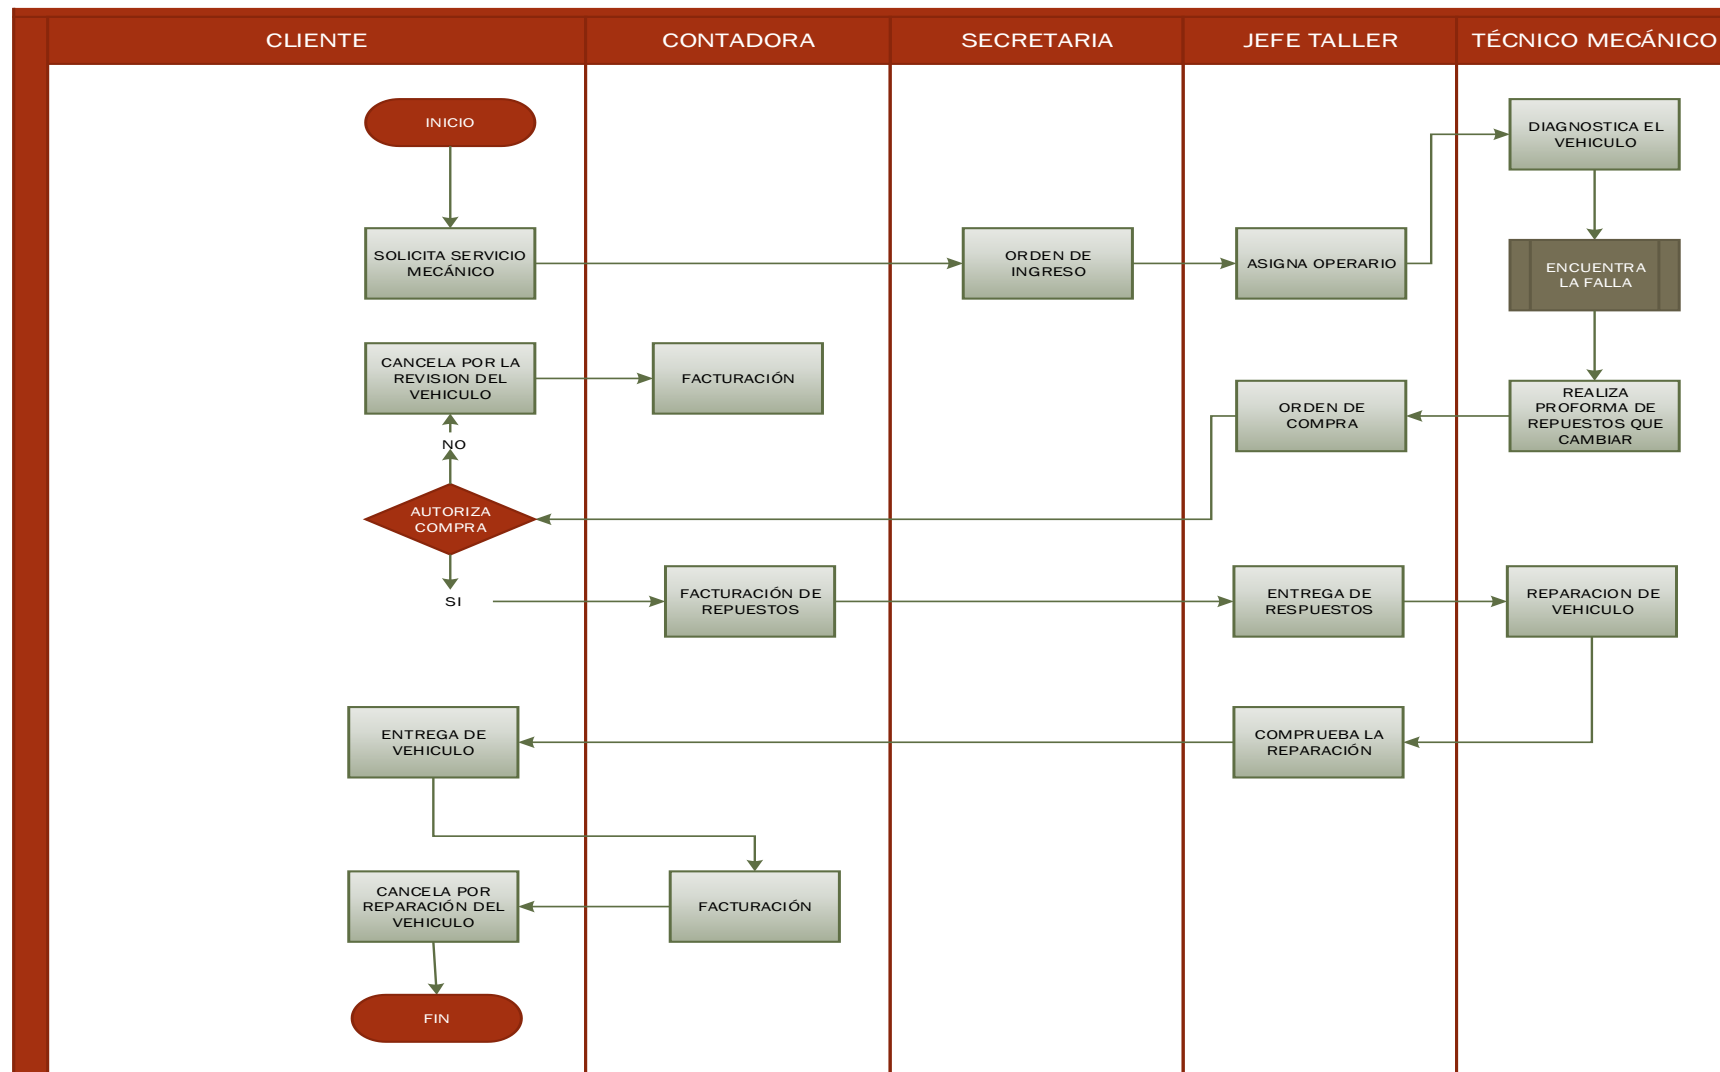 CLIENTE
CONTADORA
SECRETARIA
JEFE TALLER
TÉCNICO MECÁNICO
INICIO
DIAGNOSTICA EL
VEHICULO
SOLICITA SERVICIO
MECÁNICO
ORDEN DE
INGRESO
ASIGNA OPERARIO
ENCUENTRA
LA FALLA
CANCELA POR LA
REVISION DEL
VEHICULO
FACTURACIÓN
ORDEN DE
COMPRA
REALIZA
PROFORMA DE
REPUESTOS QUE
CAMBIAR
NO
AUTORIZA
COMPRA
SI
FACTURACIÓN DE
REPUESTOS
ENTREGA DE
RESPUESTOS
REPARACION DE
VEHICULO
ENTREGA DE
VEHICULO
COMPRUEBA LA
REPARACIÓN
CANCELA POR
REPARACIÓN DEL
VEHICULO
FACTURACIÓN
FIN